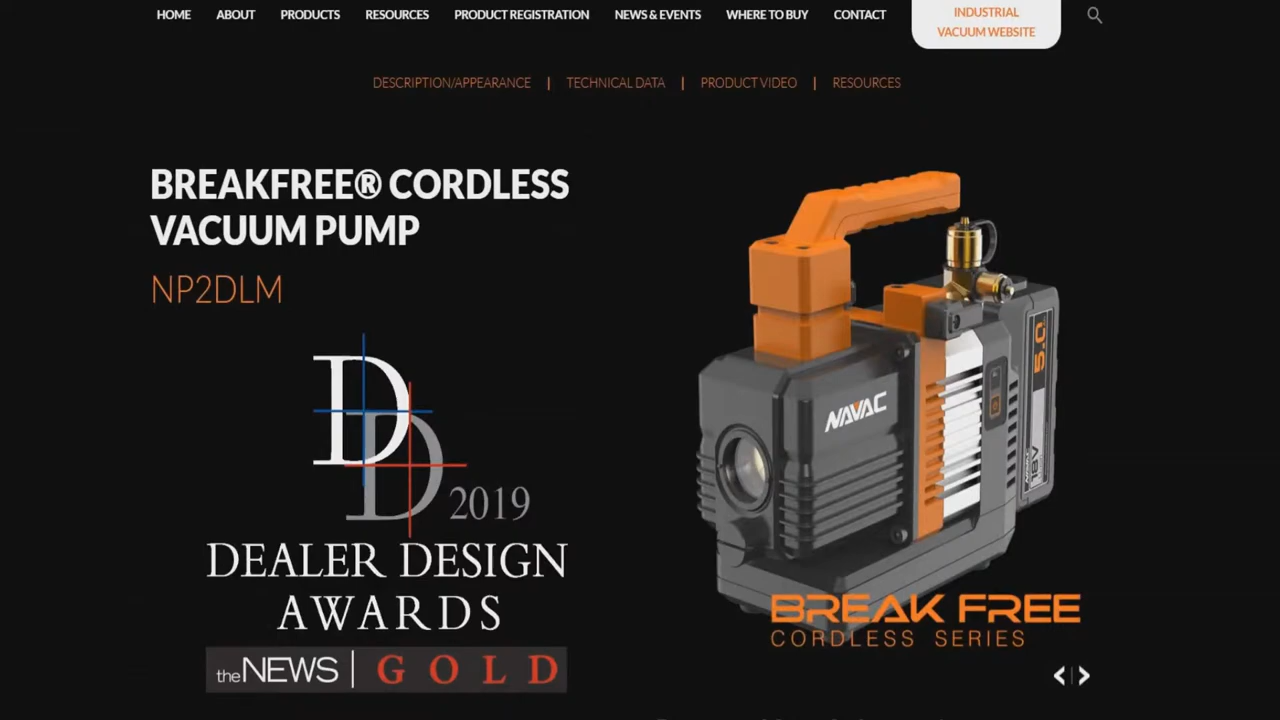 HOME ABOUT PRODUCTS RESOURCES PRODUCT REGISTRATION NEWS & EVENTS WHERE TO BUY CONTACT
INDUSTRIAL
VACUUM WEBSITE
DESCRIPTION/APPEARANCE | TECHNICAL DATA | PRODUCT VIDEO | RESOURCES
BREAKFREE® CORDLESS
VACUUM PUMP
NP2DLM
DD 2019
DEALER DESIGN
AWARDS
theNEWS | GOLD
NAVAC
5.0
18V
BREAK FREE
CORDLESS SERIES